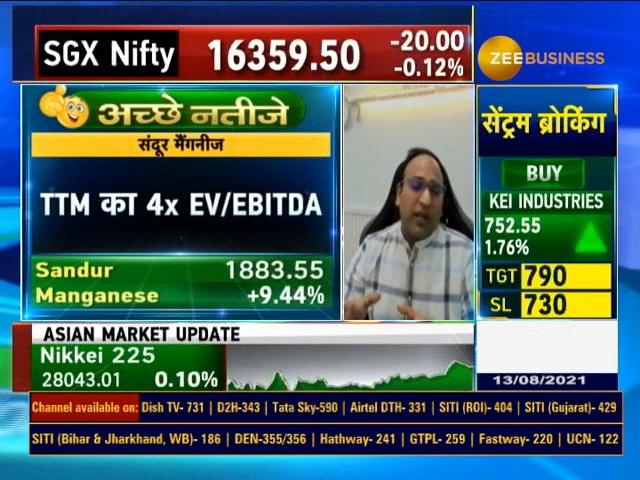 SGX Nifty 16359.50 -20.00
-0.12%
ZEEBUSINESS
अच्छे नतीजे
संदूर मैंगनीज
TTM का 4x EV/EBITDA
Sandur 1883.55
Manganese +9.44%
सेंट्रम ब्रोकिंग
BUY
KEI INDUSTRIES
752.55
1.76%
TGT 790
SL 730
ASIAN MARKET UPDATE
Nikkei 225
28043.01 0.10%
13/08/2021
Channel available on: Dish TV- 731 | D2H-343 | Tata Sky-590 | Airtel DTH- 331 | SITI (ROI)- 404 | SITI (Gujarat)- 429
SITI (Bihar & Jharkhand, WB)- 186 | DEN-355/356 | Hathway- 241 | GTPL- 259 | Fastway- 220 | UCN- 122